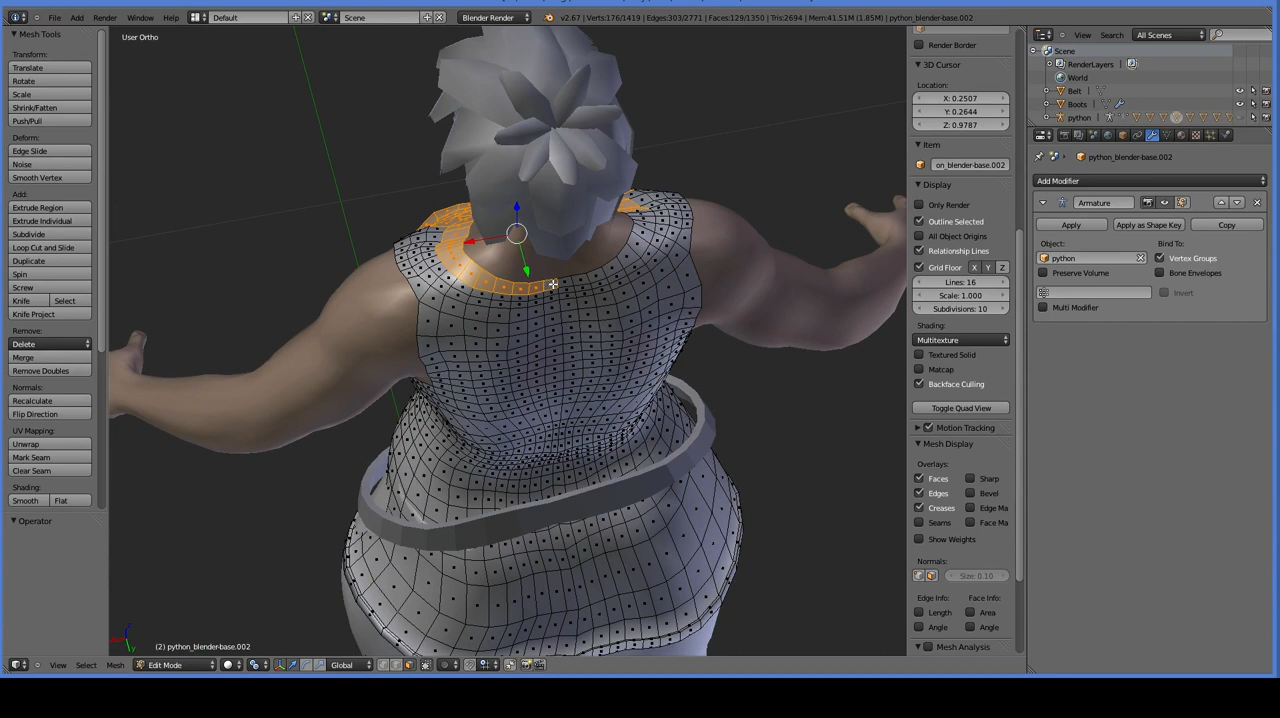 File Add Render Window Help Default Scene Blender Render v2.67 | Verts:176/1419 | Edges:303/2771 | Faces:129/1350 | Tris:2694 | Mem:41.51M (1.85M) | python_blender-base.002
Mesh Tools
Transform:
Translate
Rotate
Scale
Shrink/Fatten
Push/Pull
Deform:
Edge Slide
Noise
Smooth Vertex
Add:
Extrude Region
Extrude Individual
Subdivide
Loop Cut and Slide
Duplicate
Spin
Screw
Knife Select
Knife Project
Remove:
Delete
Merge
Remove Doubles
Normals:
Recalculate
Flip Direction
UV Mapping:
Unwrap
Mark Seam
Clear Seam
Shading:
Smooth Flat
Operator
User Ortho
(2) python_blender-base.002
View Select Mesh Edit Mode Global
Render Border
3D Cursor
Location:
X: 0.2507
Y: 0.2644
Z: 0.9787
Item
on_blender-base.002
Display
Only Render
Outline Selected
All Object Origins
Relationship Lines
Grid Floor X Y Z
Lines: 16
Scale: 1.000
Subdivisions: 10
Shading:
Multitexture
Textured Solid
Matcap
Backface Culling
Toggle Quad View
Motion Tracking
Mesh Display
Overlays:
Faces Sharp
Edges Bevel
Creases Edge Ma
Seams Face Ma
Show Weights
Normals:
Size: 0.10
Edge Info: Face Info:
Length Area
Angle Angle
Mesh Analysis
View Search All Scenes
Scene
RenderLayers |
World
Belt |
Boots |
python |
python_blender-base.002
Add Modifier
Armature
Apply Apply as Shape Key Copy
Object: Bind To:
python Vertex Groups
Preserve Volume Bone Envelopes
Invert
Multi Modifier